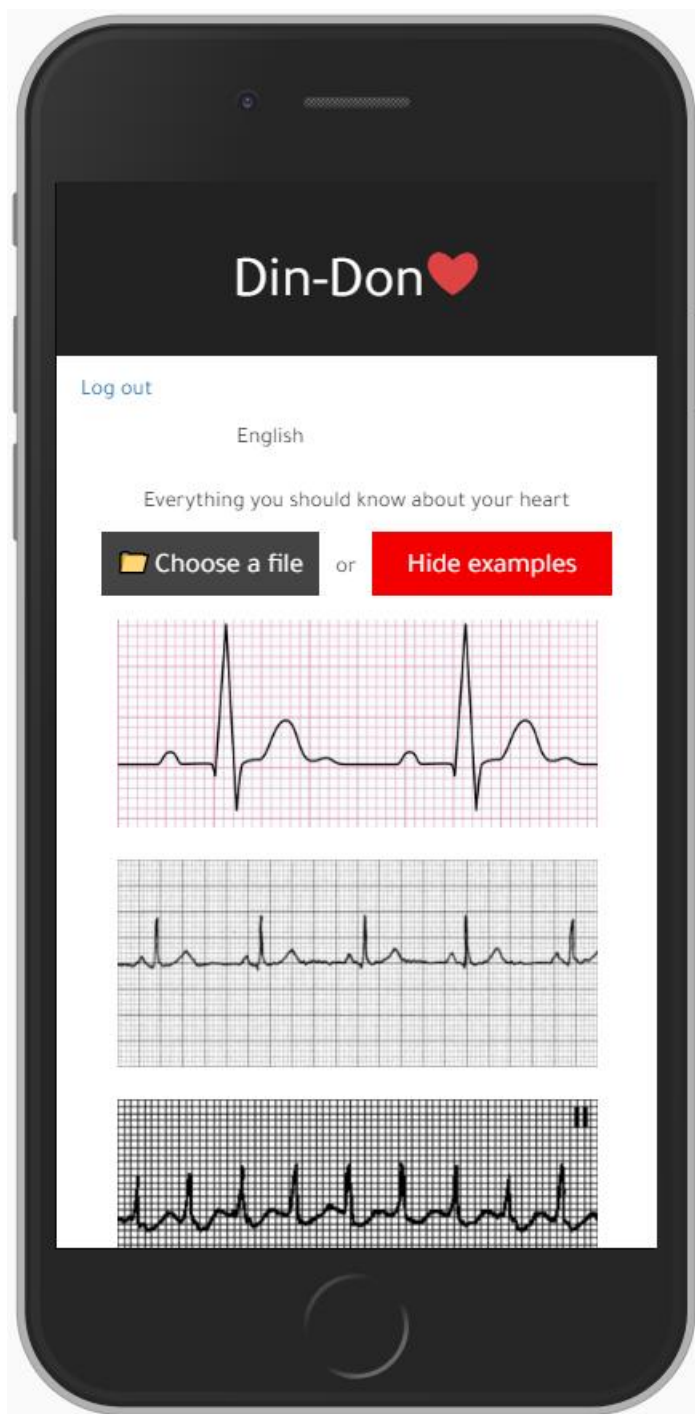 Din-Don
Log out
English
Everything you should know about your heart
Choose a file or Hide examples
II